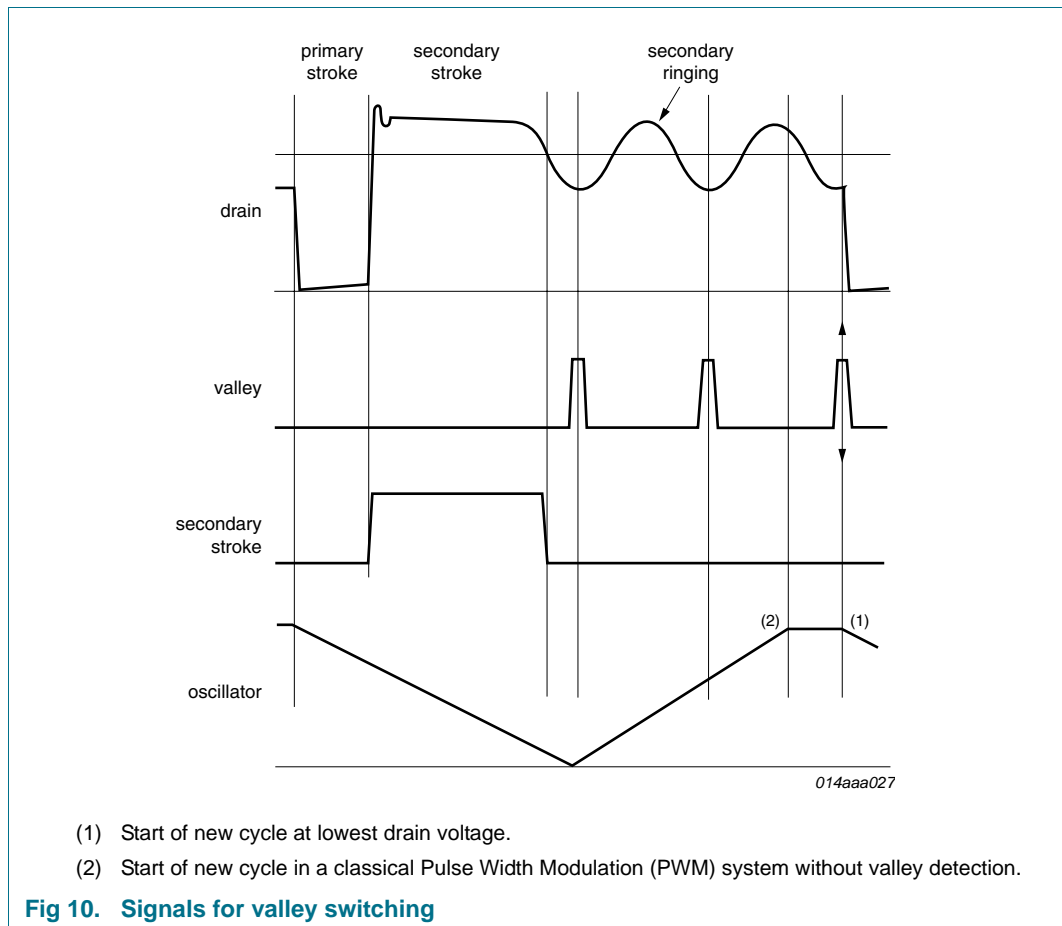 primary
stroke
secondary
stroke
secondary
ringing
drain
valley
secondary
stroke
(2)
(1)
oscillator
014aaa027
(1) Start of new cycle at lowest drain voltage.
(2) Start of new cycle in a classical Pulse Width Modulation (PWM) system without valley detection.
Fig 10. Signals for valley switching